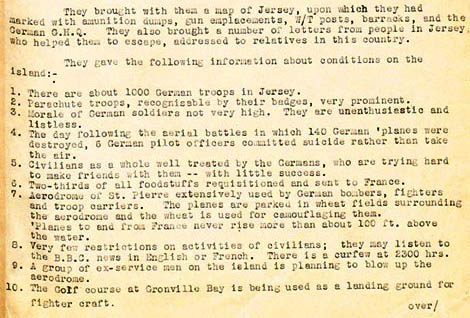 They brought with them a map of Jersey, upon which they had
marked with amunition dumps, gun emplacements, W/T posts, barracks, and the
German G.H.Q. They also brought a number of letters from people in Jersey
who helped them to escape, addressed to relatives in this country.
They gave the following information about conditions on the
island:-
1. There are about 1000 German troops in Jersey.
2. Parachute troops, recognisable by their badges, very prominent.
3. Morale of German soldiers not very high. They are unenthusiastic and
listless.
4. The day following the aerial battles in which 140 German 'planes were
destroyed, 6 German pilot officers committed suicide rather than take
the air.
5. Civilians as a whole well treated by the Germans, who are trying hard
to make friends with them -- with little success.
6. Two-thirds of all foodstuffs requisitioned and sent to France.
7. Aerodrome of St. Pierre extensively used by German bombers, fighters
and troop carriers. The planes are parked in wheat fields surrounding
the aerodrome and the wheat is used for camouflaging them.
'Planes to and from France never rise more than about 100 ft. above
the water.
8. Very few restrictions on activities of civilians; they may listen to
the B.B.C. news in English or French. There is a curfew at 2300 hrs.
9. A group of ex-service men on the island is planning to blow up the
aerodrome.
10. The Golf course at Gronville Bay is being used as a landing ground for
fighter craft.
over/